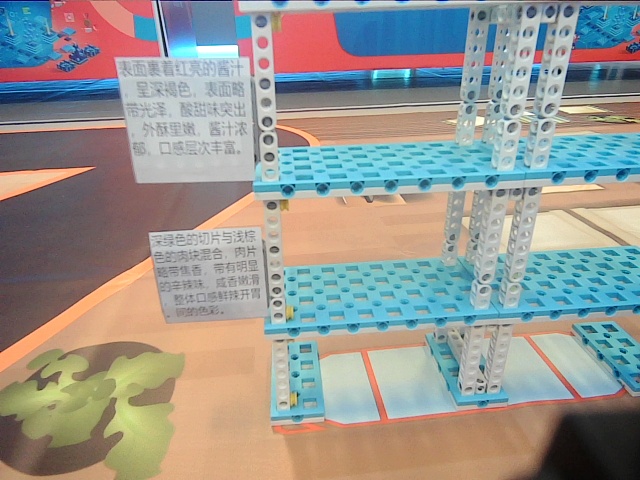 表面裹着红亮的酱汁
呈深褐色，表面略
带光泽，酸甜味突出
，外酥里嫩，酱汁浓
郁，口感层次丰富。
深绿色的切片与浅棕
色的肉块混合，肉片
略带焦香，带有明显
的辛辣味，咸香嫩滑
整体口感鲜辣开胃
间的色彩。